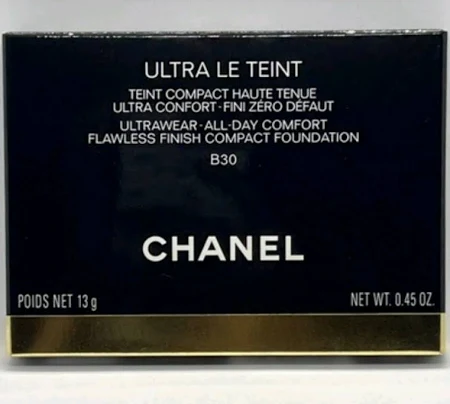 ULTRA LE TEINT
TEINT COMPACT HAUTE TENUE
ULTRA CONFORT-FINI ZÉRO DÉFAUT
ULTRAWEAR-ALL-DAY COMFORT
FLAWLESS FINISH COMPACT FOUNDATION
B30
CHANEL
POIDS NET 13 g NET WT. 0.45 OZ.